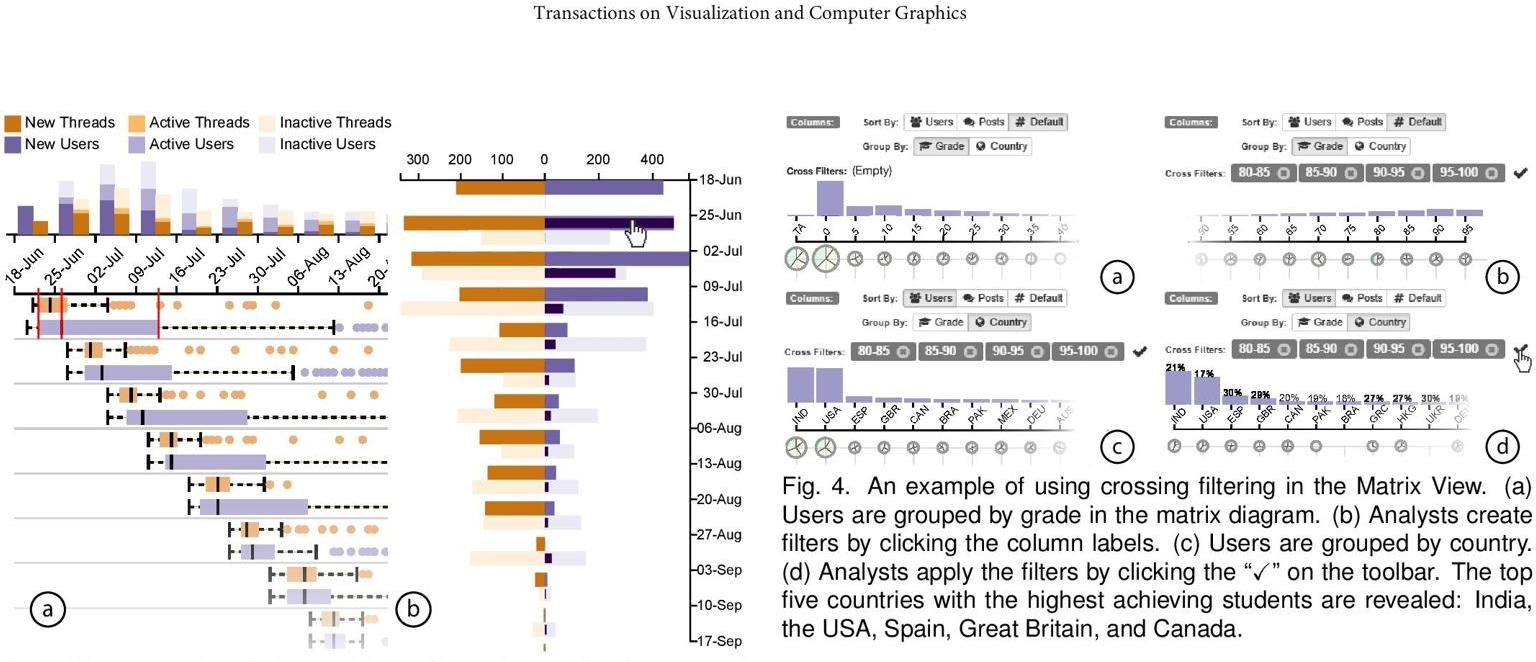 Transactions on Visualization and Computer Graphics
New Threads Active Threads Inactive Threads
New Users Active Users Inactive Users
18-Jun 25-Jun 02-Jul 09-Jul 16-Jul 23-Jul 30-Jul 06-Aug 13-Aug 20-
a
300 200 100 0 200 400
18-Jun
25-Jun
02-Jul
09-Jul
16-Jul
23-Jul
30-Jul
06-Aug
13-Aug
20-Aug
27-Aug
03-Sep
10-Sep
17-Sep
b
Columns: Sort By: Users Posts # Default
Group By: Grade Country
Cross Filters: (Empty)
TA 0 5 10 15 20 25 30 35 40
a
Columns: Sort By: Users Posts # Default
Group By: Grade Country
Cross Filters: 80-85 85-90 90-95 95-100
50 55 60 65 70 75 80 85 90 95
b
Columns: Sort By: Users Posts # Default
Group By: Grade Country
Cross Filters: 80-85 85-90 90-95 95-100
IND USA ESP GBR CAN BRA PAK MEX DEU AUS
c
Columns: Sort By: Users Posts # Default
Group By: Grade Country
Cross Filters: 80-85 85-90 90-95 95-100
21% 17% 30% 28% 20% 19% 16% 27% 27% 30% 18%
IND USA ESP GBR CAN PAK BRA GRC HKG UKR
d
Fig. 4. An example of using crossing filtering in the Matrix View. (a)
Users are grouped by grade in the matrix diagram. (b) Analysts create
filters by clicking the column labels. (c) Users are grouped by country.
(d) Analysts apply the filters by clicking the “✓” on the toolbar. The top
five countries with the highest achieving students are revealed: India,
the USA, Spain, Great Britain, and Canada.